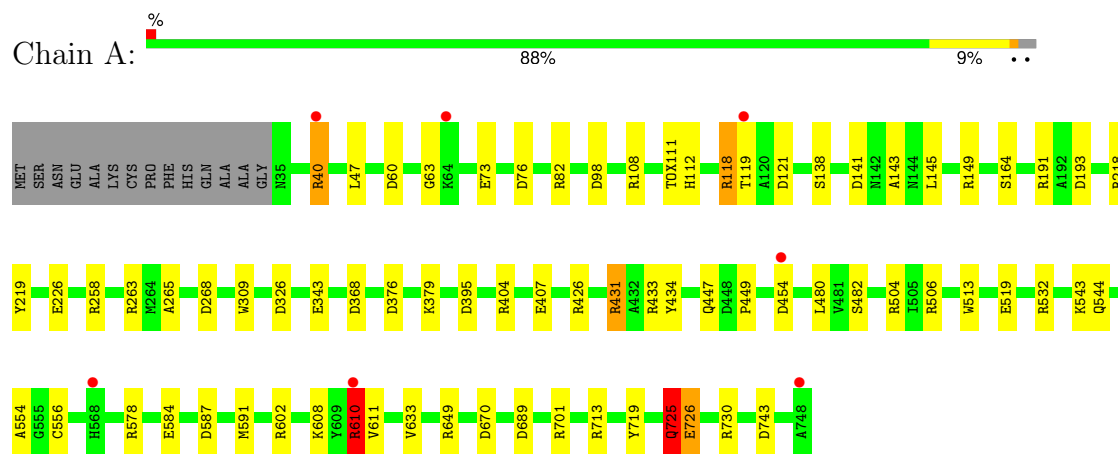 %
Chain A:
88% 9% • •
MET SER ASN GLU ALA LYS CYS PRO PHE HIS GLN ALA ALA GLY N35 R40 L47 D60 G63 K64 E73 D76 R82 D98 R108 TOX111 H112 R118 T119 A120 D121 S138 D141 N142 A143 N144 L145 R149 S164 R191 A192 D193 R218
Y219 E226 R258 R263 M264 A265 D268 W309 D326 E343 D368 D376 K379 D395 R404 E407 R426 R431 A432 R433 Y434 Q447 D448 P449 D454 L480 V481 S482 R504 I505 R506 W513 E519 R532 K543 Q544
A554 G555 C556 H568 R578 E584 D587 M591 R602 K608 Y609 R610 V611 V633 R649 D670 D689 R701 R713 Y719 Q725 E726 R730 D743 A748